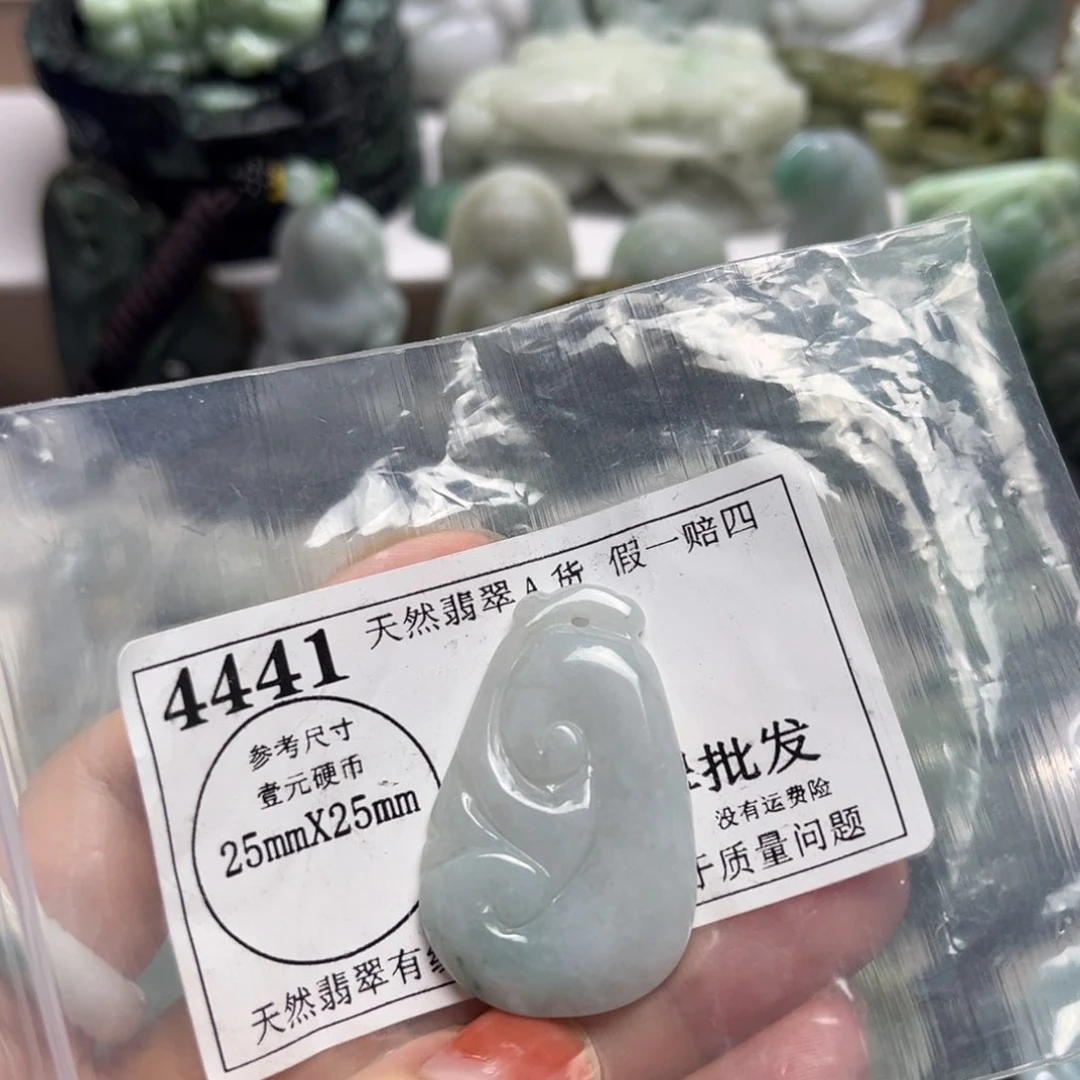 天然翡翠A货 假一赔四
4441
参考尺寸
壹元硬币
25mmX25mm
批发
没有运费险
于质量问题
天然翡翠有